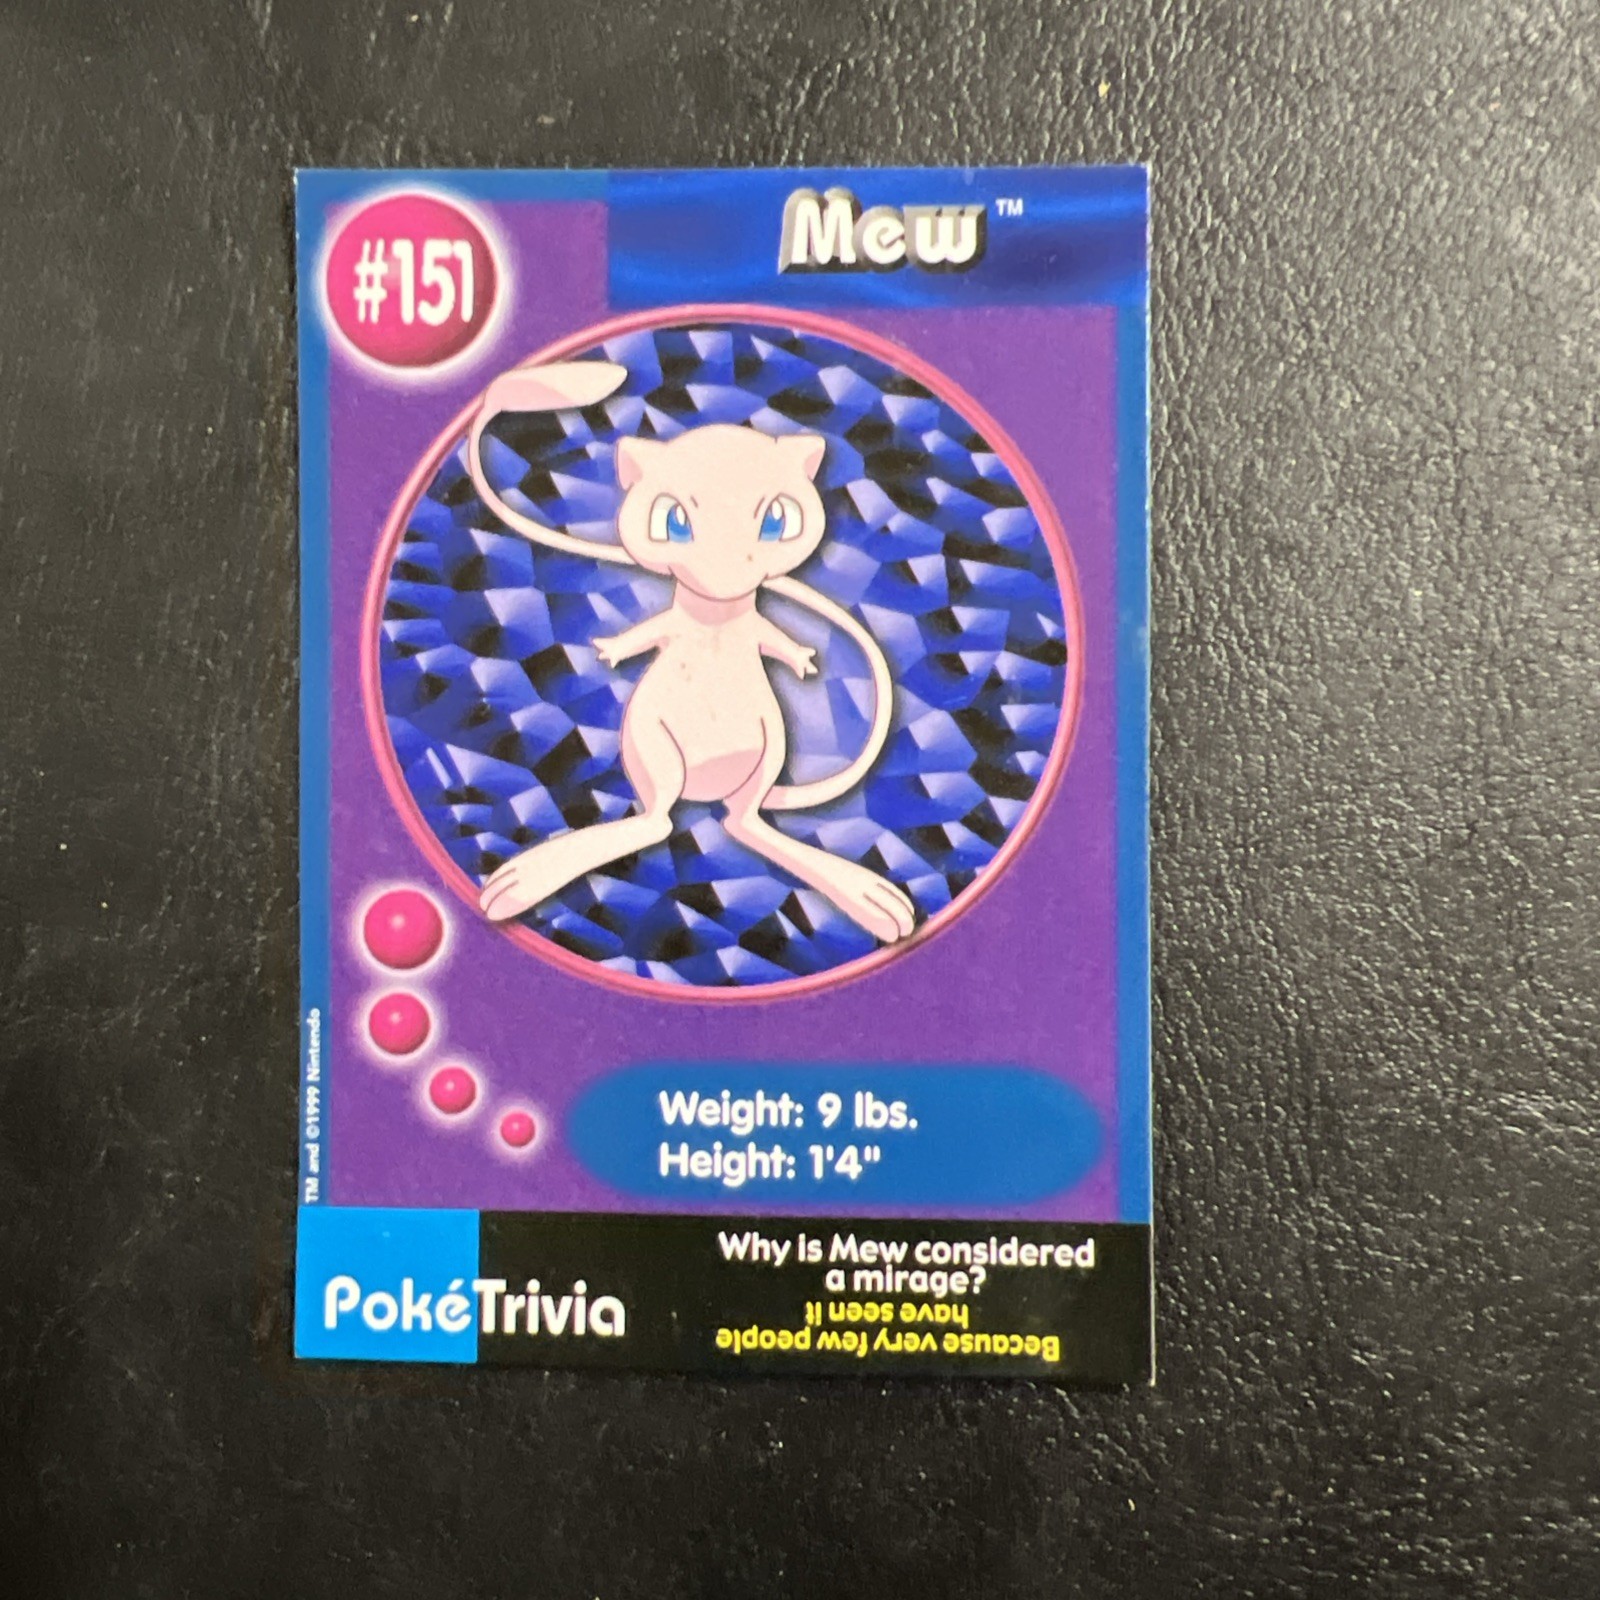 #151
Mew™
TM and ©1999 Nintendo
Weight: 9 lbs.
Height: 1'4"
PokéTrivia
Why is Mew considered
a mirage?
Because very few people
have seen it